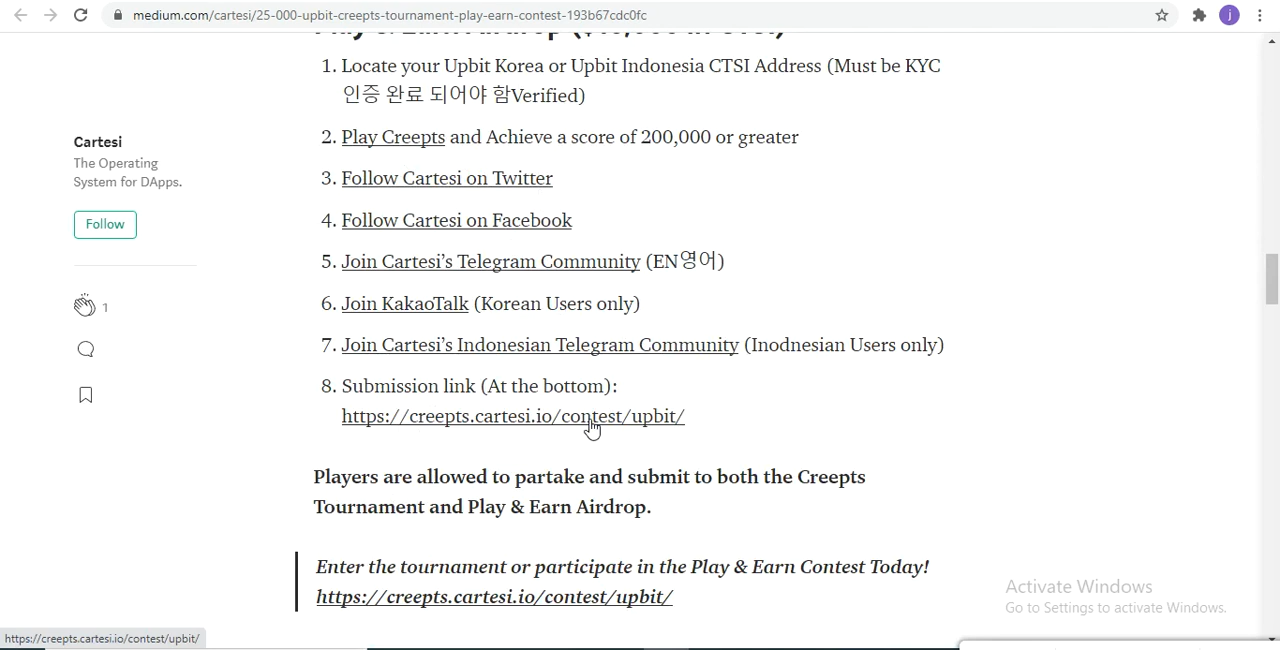 medium.com/cartesi/25-000-upbit-creepts-tournament-play-earn-contest-193b67cdc0fc
j
1. Locate your Upbit Korea or Upbit Indonesia CTSI Address (Must be KYC
인증 완료 되어야 함Verified)
Cartesi
The Operating
System for DApps.
Follow
1
2. Play Creepts and Achieve a score of 200,000 or greater
3. Follow Cartesi on Twitter
4. Follow Cartesi on Facebook
5. Join Cartesi’s Telegram Community (EN영어)
6. Join KakaoTalk (Korean Users only)
7. Join Cartesi’s Indonesian Telegram Community (Inodnesian Users only)
8. Submission link (At the bottom):
https://creepts.cartesi.io/contest/upbit/
Players are allowed to partake and submit to both the Creepts
Tournament and Play & Earn Airdrop.
Enter the tournament or participate in the Play & Earn Contest Today!
https://creepts.cartesi.io/contest/upbit/
Activate Windows
Go to Settings to activate Windows.
https://creepts.cartesi.io/contest/upbit/